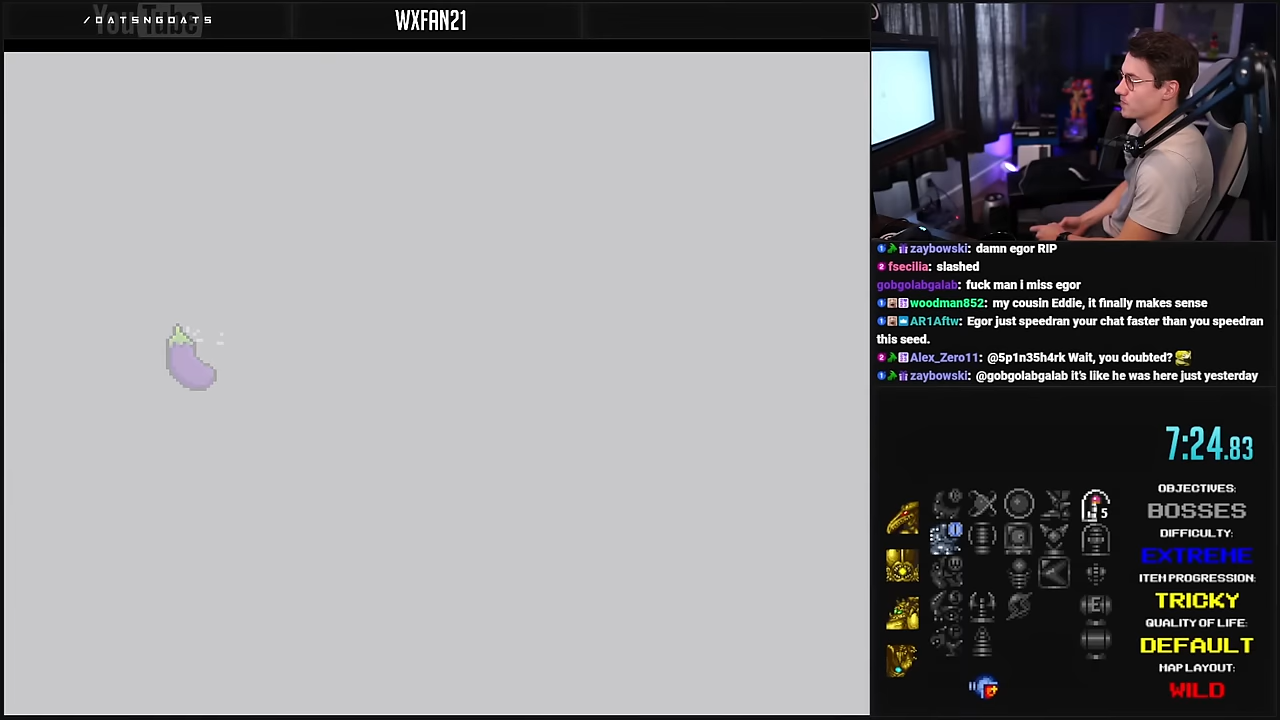 YouTube
/OATSNGOATS
WXFAN21
zaybowski: damn egor RIP
fsecilia: slashed
gobgolabgalab: fuck man i miss egor
woodman852: my cousin Eddie, it finally makes sense
AR1Aftw: Egor just speedran your chat faster than you speedran
this seed.
Alex_Zero11: @5p1n35h4rk Wait, you doubted?
zaybowski: @gobgolabgalab it's like he was here just yesterday
7:24.83
OBJECTIVES:
BOSSES
DIFFICULTY:
EXTREME
ITEM PROGRESSION:
TRICKY
QUALITY OF LIFE:
DEFAULT
MAP LAYOUT:
WILD
5
E